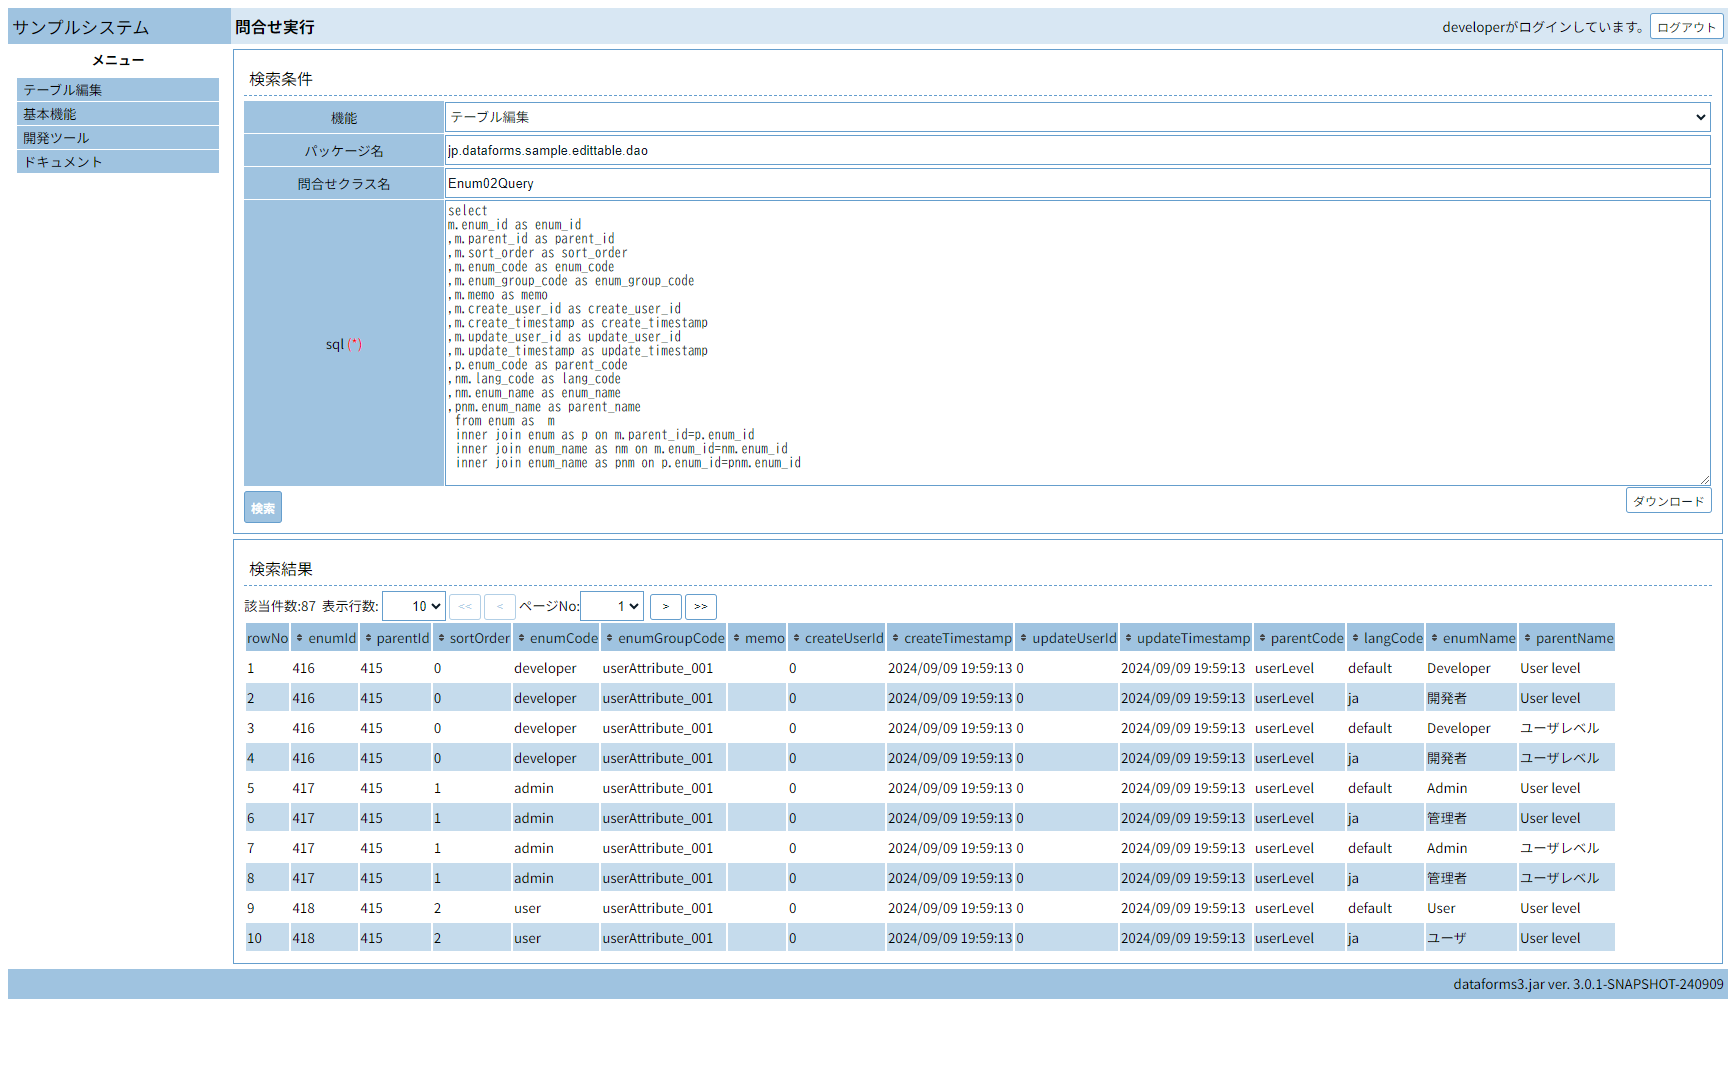 サンプルシステム
問合せ実行
developerがログインしています。 ログアウト
メニュー
テーブル編集
基本機能
開発ツール
ドキュメント
検索条件
機能 テーブル編集
パッケージ名 jp.dataforms.sample.edittable.dao
問合せクラス名 Enum02Query
sql (*)
select
m.enum_id as enum_id
,m.parent_id as parent_id
,m.sort_order as sort_order
,m.enum_code as enum_code
,m.enum_group_code as enum_group_code
,m.memo as memo
,m.create_user_id as create_user_id
,m.create_timestamp as create_timestamp
,m.update_user_id as update_user_id
,m.update_timestamp as update_timestamp
,p.enum_code as parent_code
,nm.lang_code as lang_code
,nm.enum_name as enum_name
,pnm.enum_name as parent_name
from enum as  m
inner join enum as p on m.parent_id=p.enum_id
inner join enum_name as nm on m.enum_id=nm.enum_id
inner join enum_name as pnm on p.enum_id=pnm.enum_id
検索 ダウンロード
検索結果
該当件数:87 表示行数: 10 << < ページNo: 1 > >>
rowNo enumId parentId sortOrder enumCode enumGroupCode memo createUserId createTimestamp updateUserId updateTimestamp parentCode langCode enumName parentName
1 416 415 0 developer userAttribute_001 0 2024/09/09 19:59:13 0 2024/09/09 19:59:13 userLevel default Developer User level
2 416 415 0 developer userAttribute_001 0 2024/09/09 19:59:13 0 2024/09/09 19:59:13 userLevel ja 開発者 User level
3 416 415 0 developer userAttribute_001 0 2024/09/09 19:59:13 0 2024/09/09 19:59:13 userLevel default Developer ユーザレベル
4 416 415 0 developer userAttribute_001 0 2024/09/09 19:59:13 0 2024/09/09 19:59:13 userLevel ja 開発者 ユーザレベル
5 417 415 1 admin userAttribute_001 0 2024/09/09 19:59:13 0 2024/09/09 19:59:13 userLevel default Admin User level
6 417 415 1 admin userAttribute_001 0 2024/09/09 19:59:13 0 2024/09/09 19:59:13 userLevel ja 管理者 User level
7 417 415 1 admin userAttribute_001 0 2024/09/09 19:59:13 0 2024/09/09 19:59:13 userLevel default Admin ユーザレベル
8 417 415 1 admin userAttribute_001 0 2024/09/09 19:59:13 0 2024/09/09 19:59:13 userLevel ja 管理者 ユーザレベル
9 418 415 2 user userAttribute_001 0 2024/09/09 19:59:13 0 2024/09/09 19:59:13 userLevel default User User level
10 418 415 2 user userAttribute_001 0 2024/09/09 19:59:13 0 2024/09/09 19:59:13 userLevel ja ユーザ User level
dataforms3.jar ver. 3.0.1-SNAPSHOT-240909